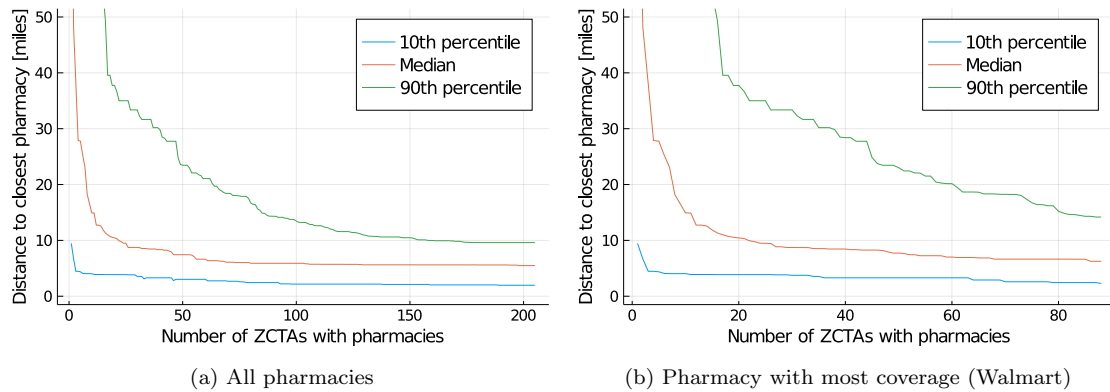 Distance to closest pharmacy [miles]
50
40
30
20
10
0
10th percentile
Median
90th percentile
0
50
100
150
200
Number of ZCTAs with pharmacies
(a) All pharmacies
Distance to closest pharmacy [miles]
50
40
30
20
10
0
10th percentile
Median
90th percentile
20
40
60
80
Number of ZCTAs with pharmacies
(b) Pharmacy with most coverage (Walmart)